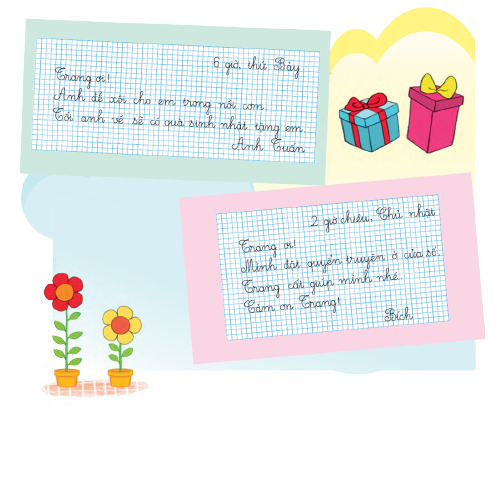 6 giờ, thứ Bảy
Trang ơi!
Anh để xôi cho em trong nồi cơm.
Tối anh về sẽ có quà sinh nhật tặng em.
Anh Tuấn
2 giờ chiều, Chủ nhật
Trang ơi!
Mình đặt quyển truyện ở cửa sổ.
Trang cất giúp mình nhé.
Cảm ơn Trang!
Bích